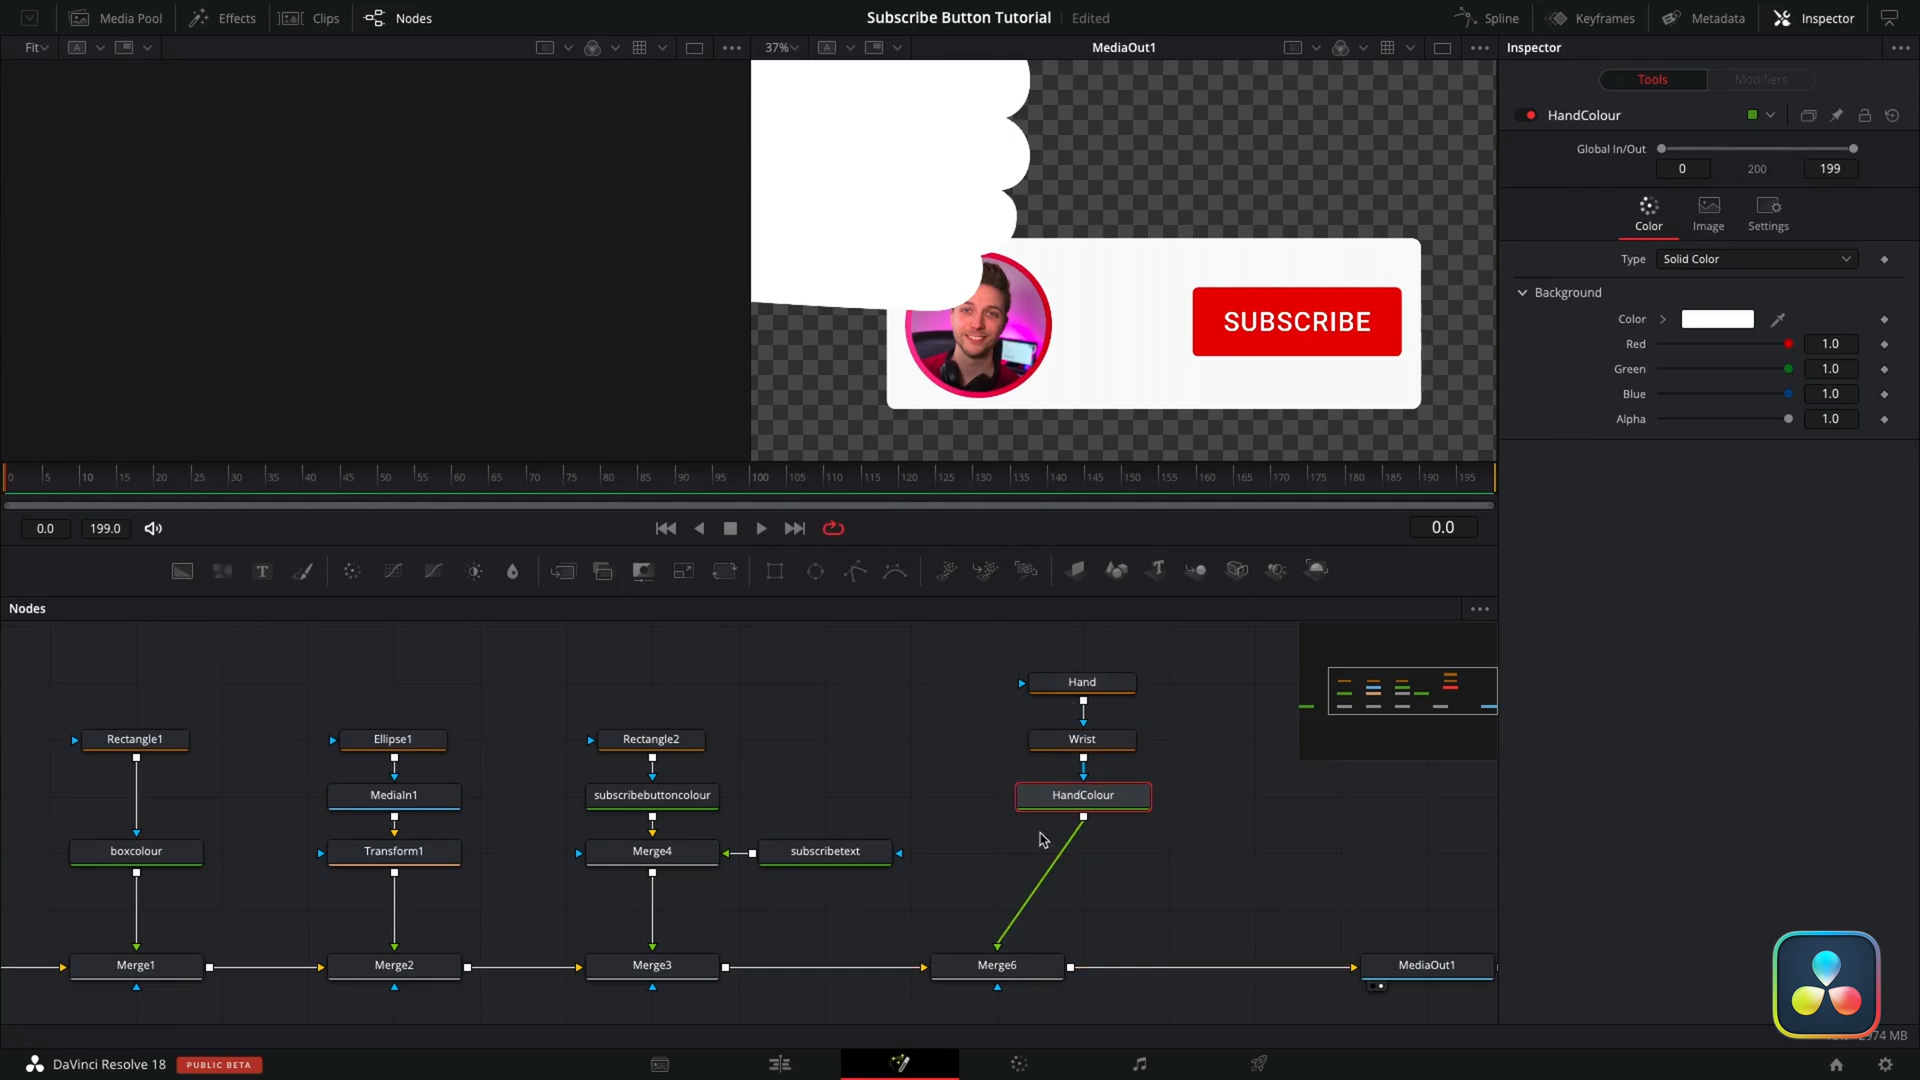 Media Pool
Effects
Clips
Nodes
Subscribe Button Tutorial
Edited
Spline
Keyframes
Metadata
Inspector
Fit
A
37%
A
MediaOut1
Inspector
Tools
Modifiers
HandColour
Global In/Out
0
200
199
Color
Image
Settings
Type
Solid Color
Background
Color
Red
1.0
Green
1.0
Blue
1.0
Alpha
1.0
SUBSCRIBE
0 5 10 15 20 25 30 35 40 45 50 55 60 65 70 75 80 85 90 95 100 105 110 115 120 125 130 135 140 145 150 155 160 165 170 175 180 185 190 195
0.0
199.0
0.0
T
Nodes
Hand
Rectangle1
Ellipse1
Rectangle2
Wrist
MediaIn1
subscribebuttoncolour
HandColour
boxcolour
Transform1
Merge4
subscribetext
Merge1
Merge2
Merge3
Merge6
MediaOut1
2974 MB
DaVinci Resolve 18
PUBLIC BETA